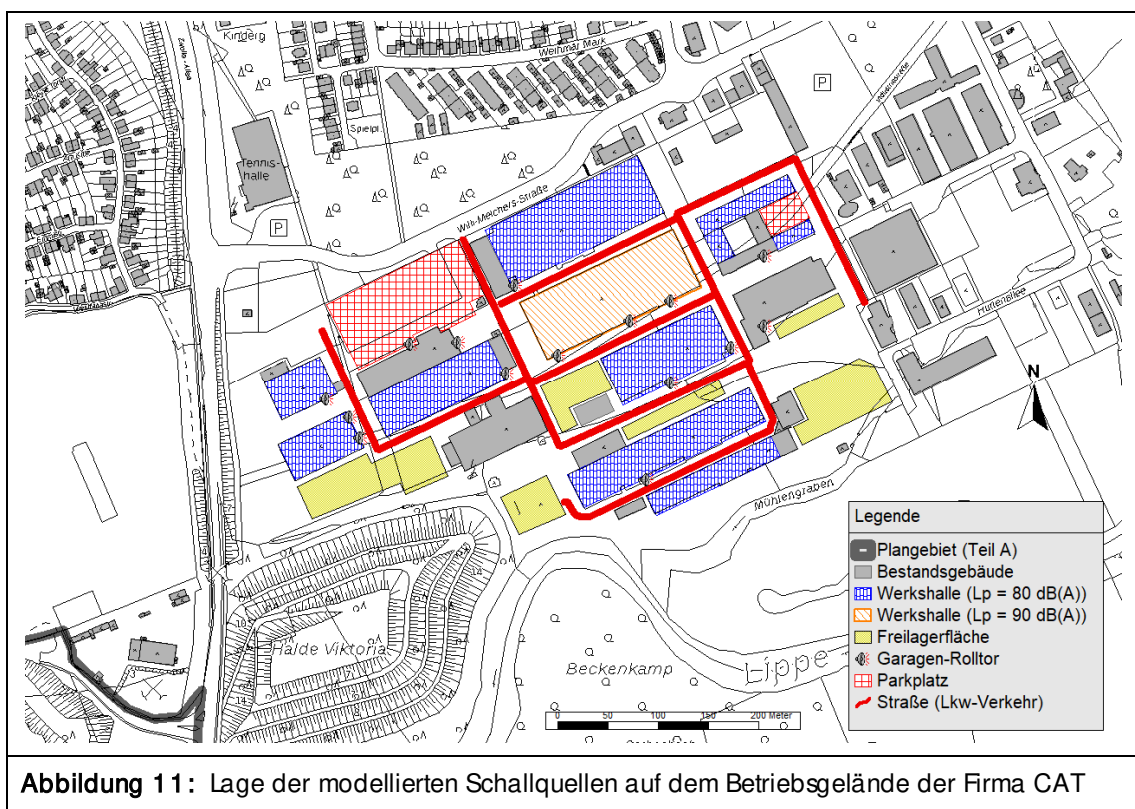 Kinderg
Weihmar Mark
Spielpl.
Tennis-
halle
P
P
P
Willi-Melchers-Straße
Hüttenallee
N
Mühlengraben
Halde Viktoria
Beckenkamp
Lippe
0 50 100 150 200 Meter
Legende
Plangebiet (Teil A)
Bestandsgebäude
Werkshalle (Lp = 80 dB(A))
Werkshalle (Lp = 90 dB(A))
Freilagerfläche
Garagen-Rolltor
Parkplatz
Straße (Lkw-Verkehr)
Abbildung 11: Lage der modellierten Schallquellen auf dem Betriebsgelände der Firma CAT